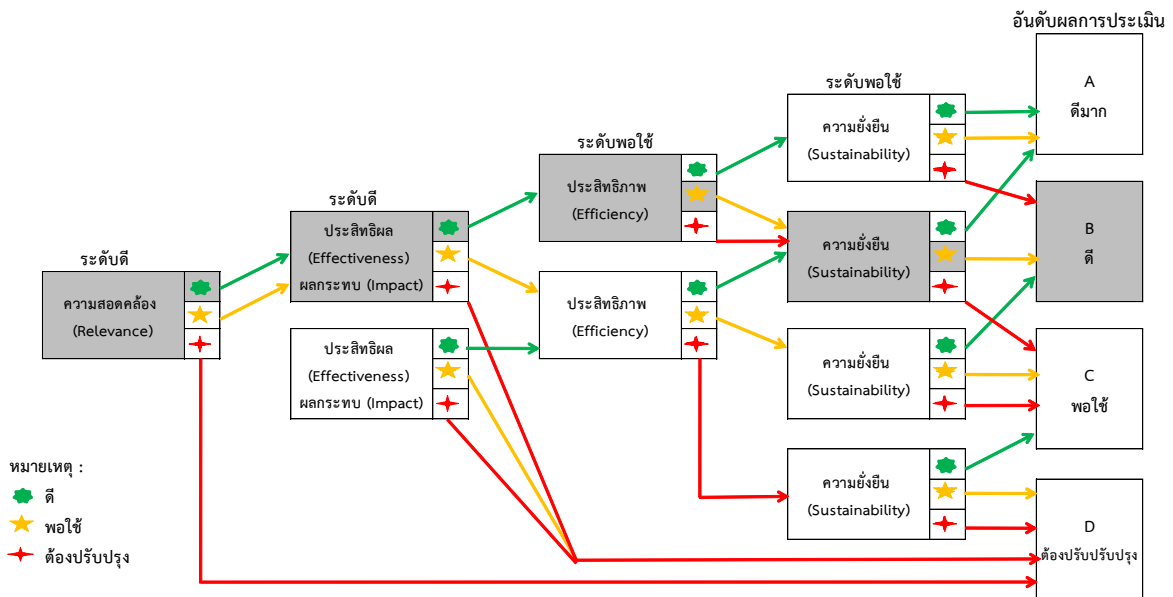 อันดับผลการประเมิน
ระดับดี
ความสอดคล้อง
(Relevance)
ระดับดี
ประสิทธิผล
(Effectiveness)
ผลกระทบ (Impact)
ประสิทธิผล
(Effectiveness)
ผลกระทบ (Impact)
ระดับพอใช้
ประสิทธิภาพ
(Efficiency)
ประสิทธิภาพ
(Efficiency)
ระดับพอใช้
ความยั่งยืน
(Sustainability)
ความยั่งยืน
(Sustainability)
ความยั่งยืน
(Sustainability)
ความยั่งยืน
(Sustainability)
A
ดีมาก
B
ดี
C
พอใช้
D
ต้องปรับปรับปรุง
หมายเหตุ :
ดี
พอใช้
ต้องปรับปรุง